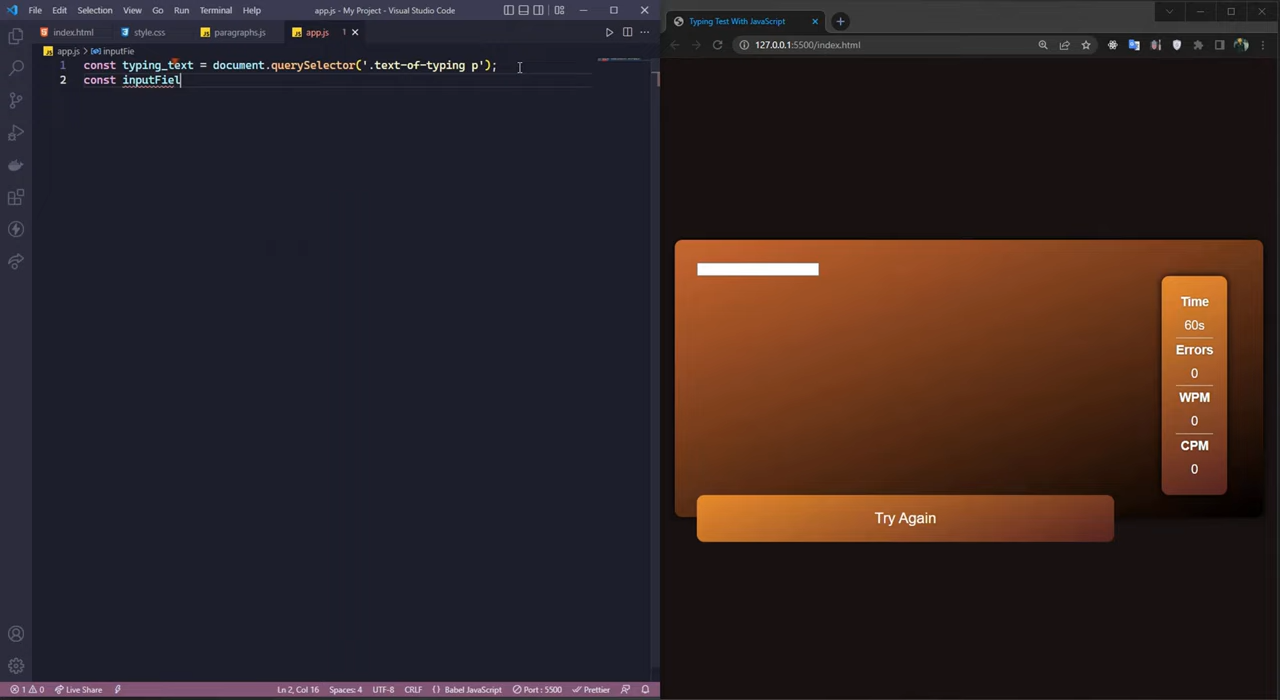 File Edit Selection View Go Run Terminal Help
app.js - My Project - Visual Studio Code
index.html style.css paragraphs.js app.js 1
app.js > inputFie
1 const typing_text = document.querySelector('.text-of-typing p');
2 const inputFiel
1 0 Live Share
Ln 2, Col 16 Spaces: 4 UTF-8 CRLF {} Babel JavaScript Port : 5500 Prettier
Typing Test With JavaScript
127.0.0.1:5500/index.html
Time
60s
Errors
0
WPM
0
CPM
0
Try Again